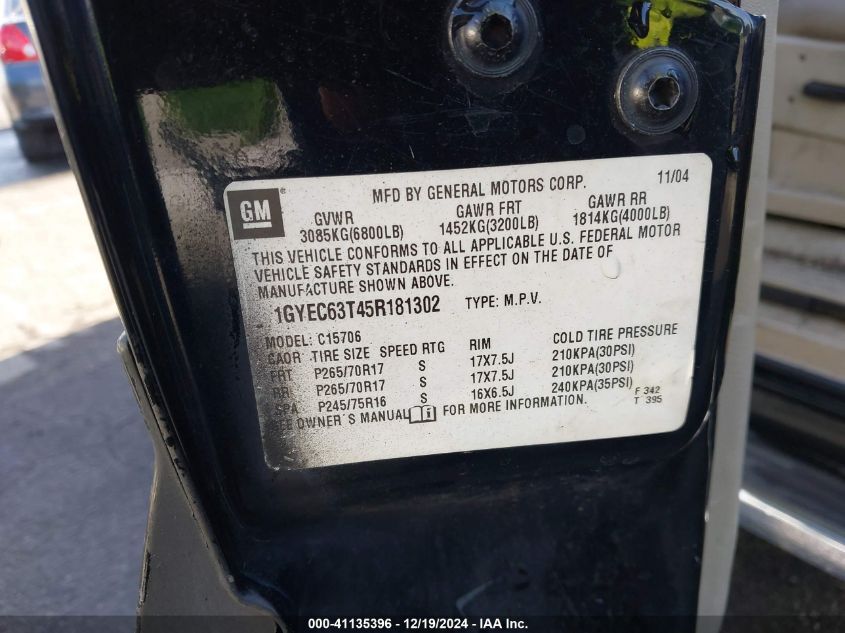 GM
MFD BY GENERAL MOTORS CORP. 11/04
GVWR GAWR FRT GAWR RR
3085KG(6800LB) 1452KG(3200LB) 1814KG(4000LB)
THIS VEHICLE CONFORMS TO ALL APPLICABLE U.S. FEDERAL MOTOR
VEHICLE SAFETY STANDARDS IN EFFECT ON THE DATE OF
MANUFACTURE SHOWN ABOVE.
1GYEC63T45R181302 TYPE: M.P.V.
MODEL: C15706
TIRE SIZE SPEED RTG RIM COLD TIRE PRESSURE
FRT P265/70R17 S 17X7.5J 210KPA(30PSI)
RR P265/70R17 S 17X7.5J 210KPA(30PSI)
SPA P245/75R16 S 16X6.5J 240KPA(35PSI)
SEE OWNER'S MANUAL FOR MORE INFORMATION.
F 342
T 395
000-41135396 - 12/19/2024 - IAA Inc.